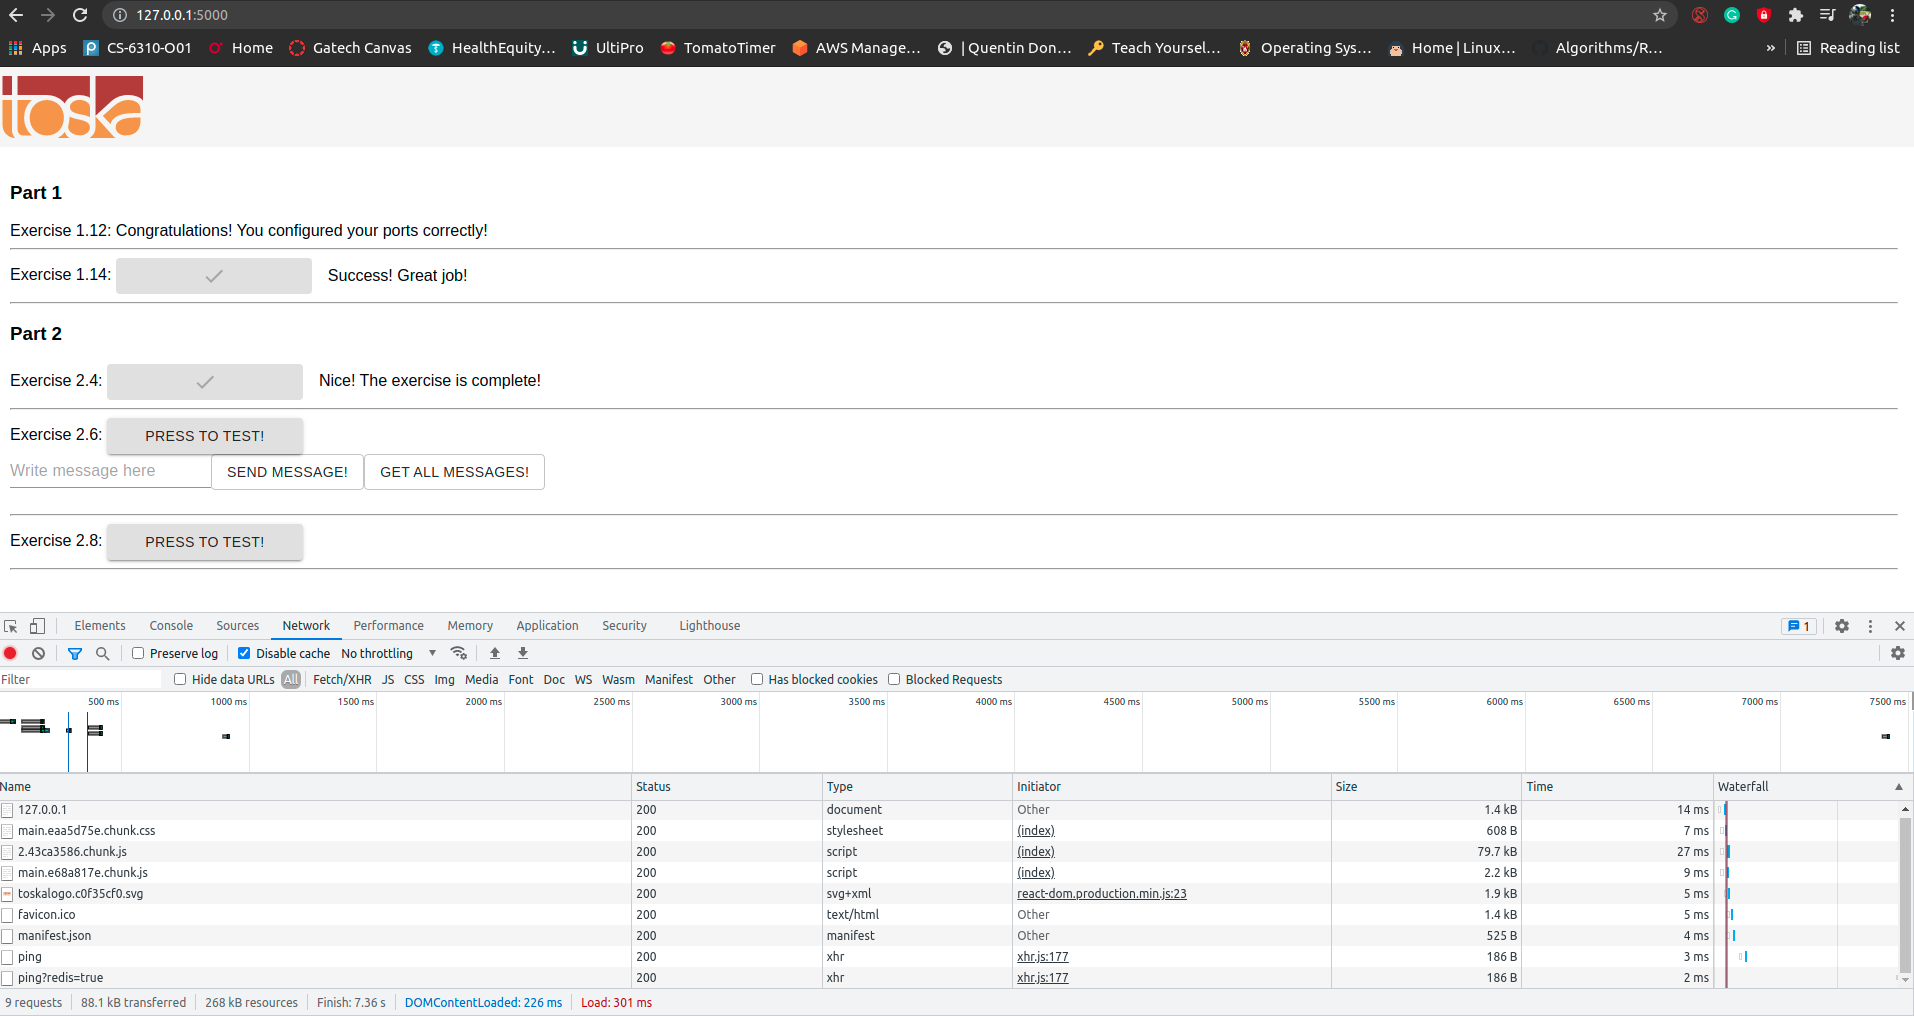 127.0.0.1:5000
Apps CS-6310-O01 Home Gatech Canvas HealthEquity... UltiPro TomatoTimer AWS Manage... | Quentin Don... Teach Yoursel... Operating Sys... Home | Linux... Algorithms/R... » Reading list
toska
Part 1
Exercise 1.12: Congratulations! You configured your ports correctly!
Exercise 1.14: Success! Great job!
Part 2
Exercise 2.4: Nice! The exercise is complete!
Exercise 2.6: PRESS TO TEST!
Write message here SEND MESSAGE! GET ALL MESSAGES!
Exercise 2.8: PRESS TO TEST!
Elements Console Sources Network Performance Memory Application Security Lighthouse 1
Preserve log Disable cache No throttling
Filter Hide data URLs All Fetch/XHR JS CSS Img Media Font Doc WS Wasm Manifest Other Has blocked cookies Blocked Requests
500 ms 1000 ms 1500 ms 2000 ms 2500 ms 3000 ms 3500 ms 4000 ms 4500 ms 5000 ms 5500 ms 6000 ms 6500 ms 7000 ms 7500 ms
Name Status Type Initiator Size Time Waterfall
127.0.0.1 200 document Other 1.4 kB 14 ms
main.eaa5d75e.chunk.css 200 stylesheet (index) 608 B 7 ms
2.43ca3586.chunk.js 200 script (index) 79.7 kB 27 ms
main.e68a817e.chunk.js 200 script (index) 2.2 kB 9 ms
toskalogo.c0f35cf0.svg 200 svg+xml react-dom.production.min.js:23 1.9 kB 5 ms
favicon.ico 200 text/html Other 1.4 kB 5 ms
manifest.json 200 manifest Other 525 B 4 ms
ping 200 xhr xhr.js:177 186 B 3 ms
ping?redis=true 200 xhr xhr.js:177 186 B 2 ms
9 requests 88.1 kB transferred 268 kB resources Finish: 7.36 s DOMContentLoaded: 226 ms Load: 301 ms